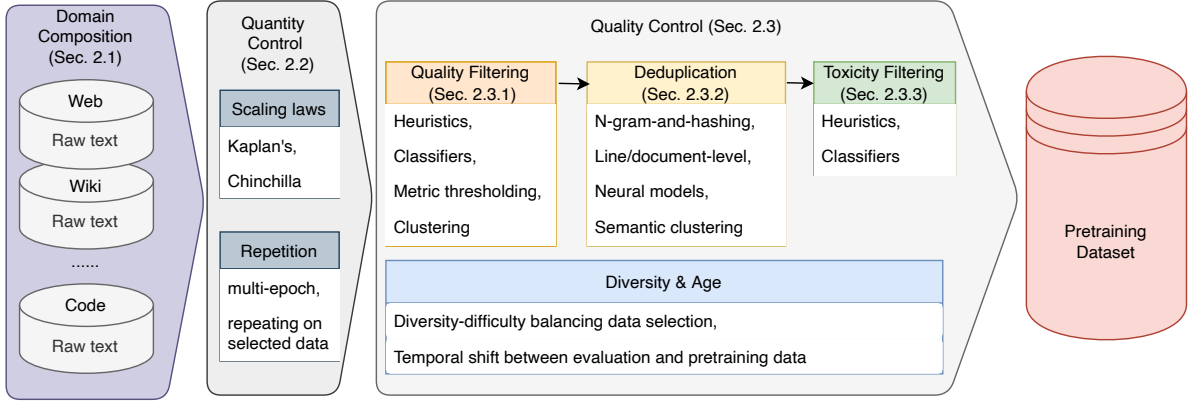 Domain
Composition
(Sec. 2.1)
Web
Raw text
Wiki
Raw text
......
Code
Raw text
Quantity
Control
(Sec. 2.2)
Scaling laws
Kaplan's,
Chinchilla
Repetition
multi-epoch,
repeating on
selected data
Quality Control (Sec. 2.3)
Quality Filtering
(Sec. 2.3.1)
Heuristics,
Classifiers,
Metric thresholding,
Clustering
Deduplication
(Sec. 2.3.2)
N-gram-and-hashing,
Line/document-level,
Neural models,
Semantic clustering
Toxicity Filtering
(Sec. 2.3.3)
Heuristics,
Classifiers
Diversity & Age
Diversity-difficulty balancing data selection,
Temporal shift between evaluation and pretraining data
Pretraining
Dataset